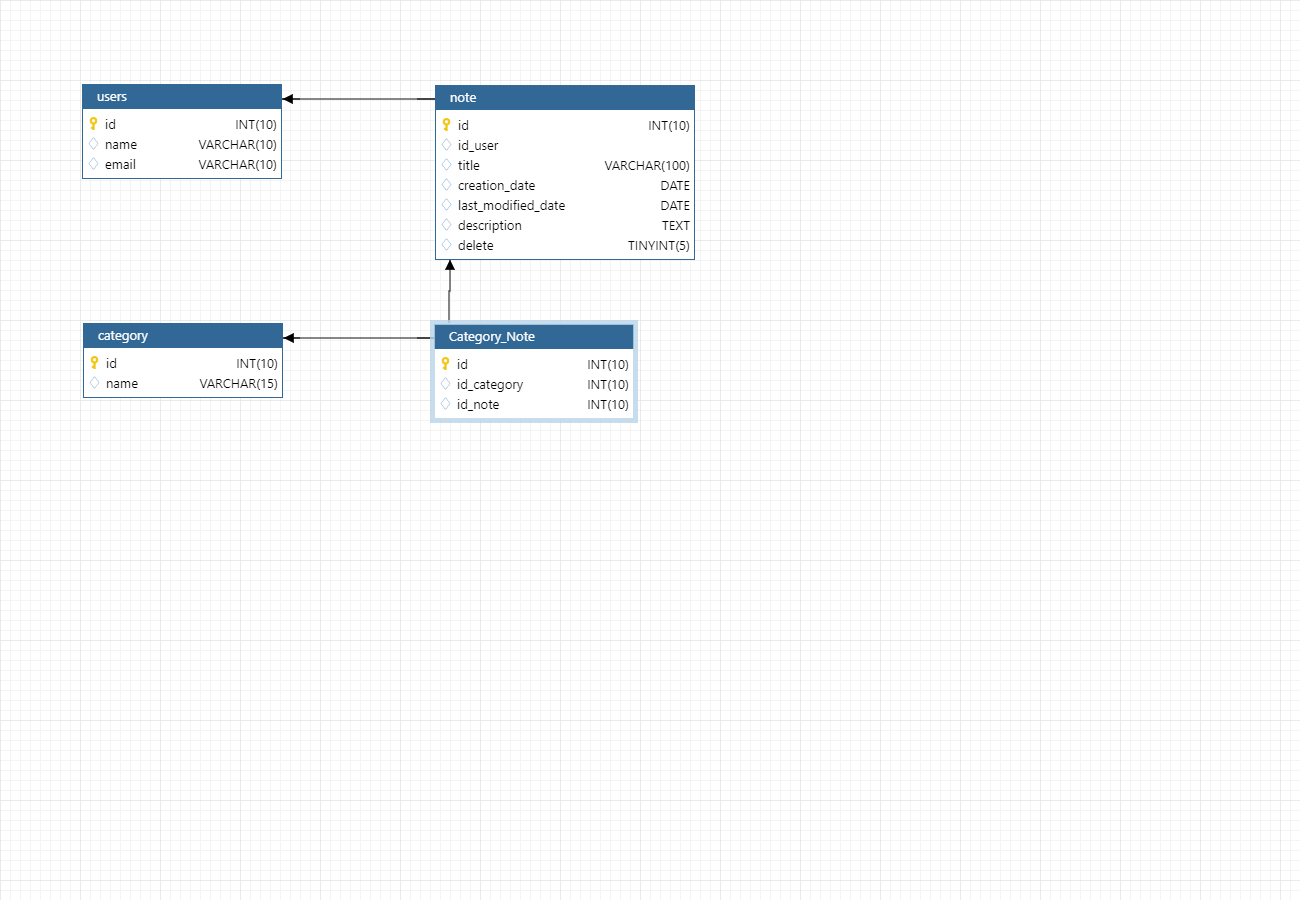 users
id INT(10)
name VARCHAR(10)
email VARCHAR(10)
note
id INT(10)
id_user
title VARCHAR(100)
creation_date DATE
last_modified_date DATE
description TEXT
delete TINYINT(5)
category
id INT(10)
name VARCHAR(15)
Category_Note
id INT(10)
id_category INT(10)
id_note INT(10)